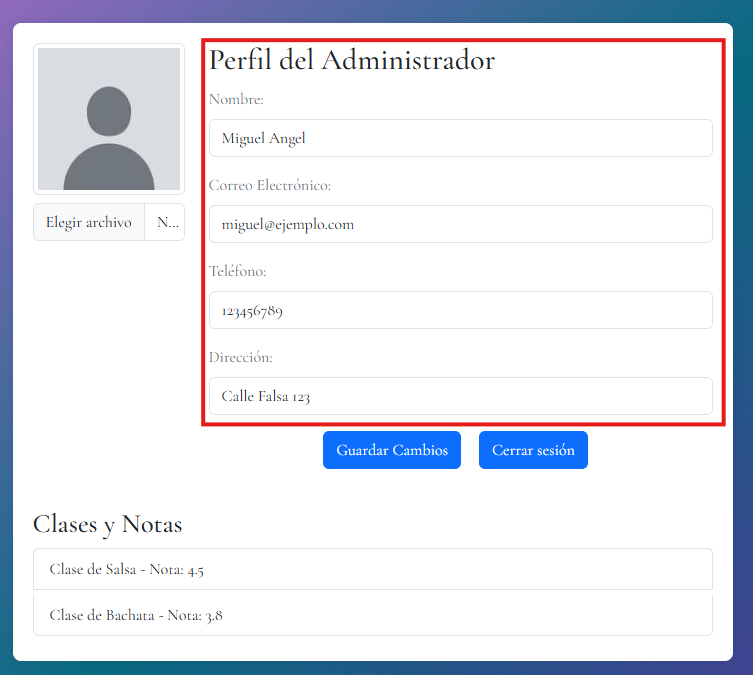 Perfil del Administrador
Nombre:
Miguel Angel
Correo Electrónico:
miguel@ejemplo.com
Teléfono:
123456789
Dirección:
Calle Falsa 123
Elegir archivo
N...
Guardar Cambios
Cerrar sesión
Clases y Notas
Clase de Salsa - Nota: 4.5
Clase de Bachata - Nota: 3.8